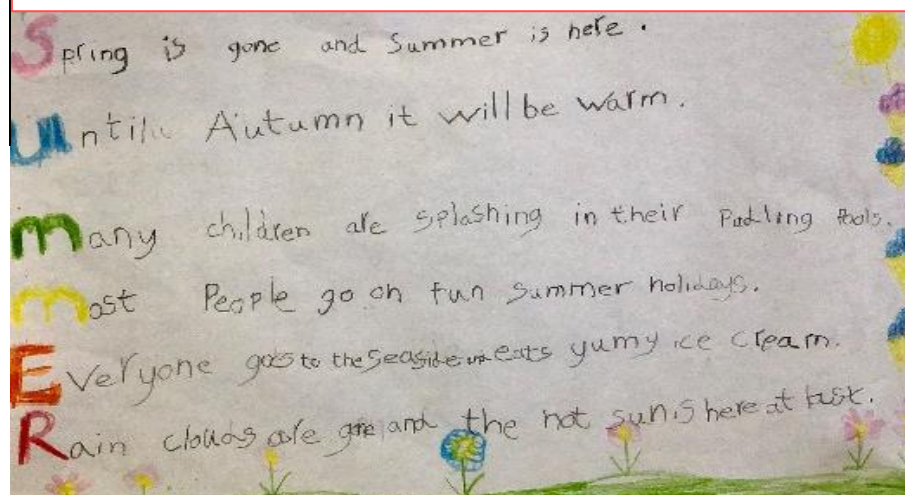 Spring is gone and Summer is here.
Until Autumn it will be warm.
many children are splashing in their Padling Pools.
most People go on fun summer holidays.
Everyone goes to the Seaside eats yumy ice cream.
Rain clouds are and the hot sun is here at last.